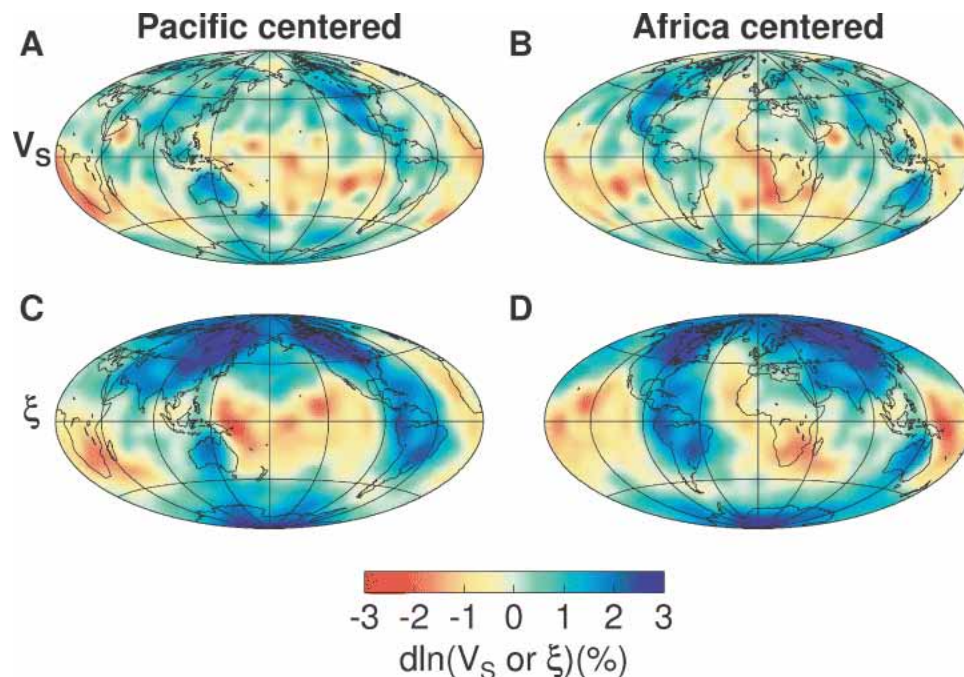 Pacific centered
Africa centered
A
B
Vs
C
D
ξ
-3 -2 -1 0 1 2 3
dln(Vs or ξ)(%)